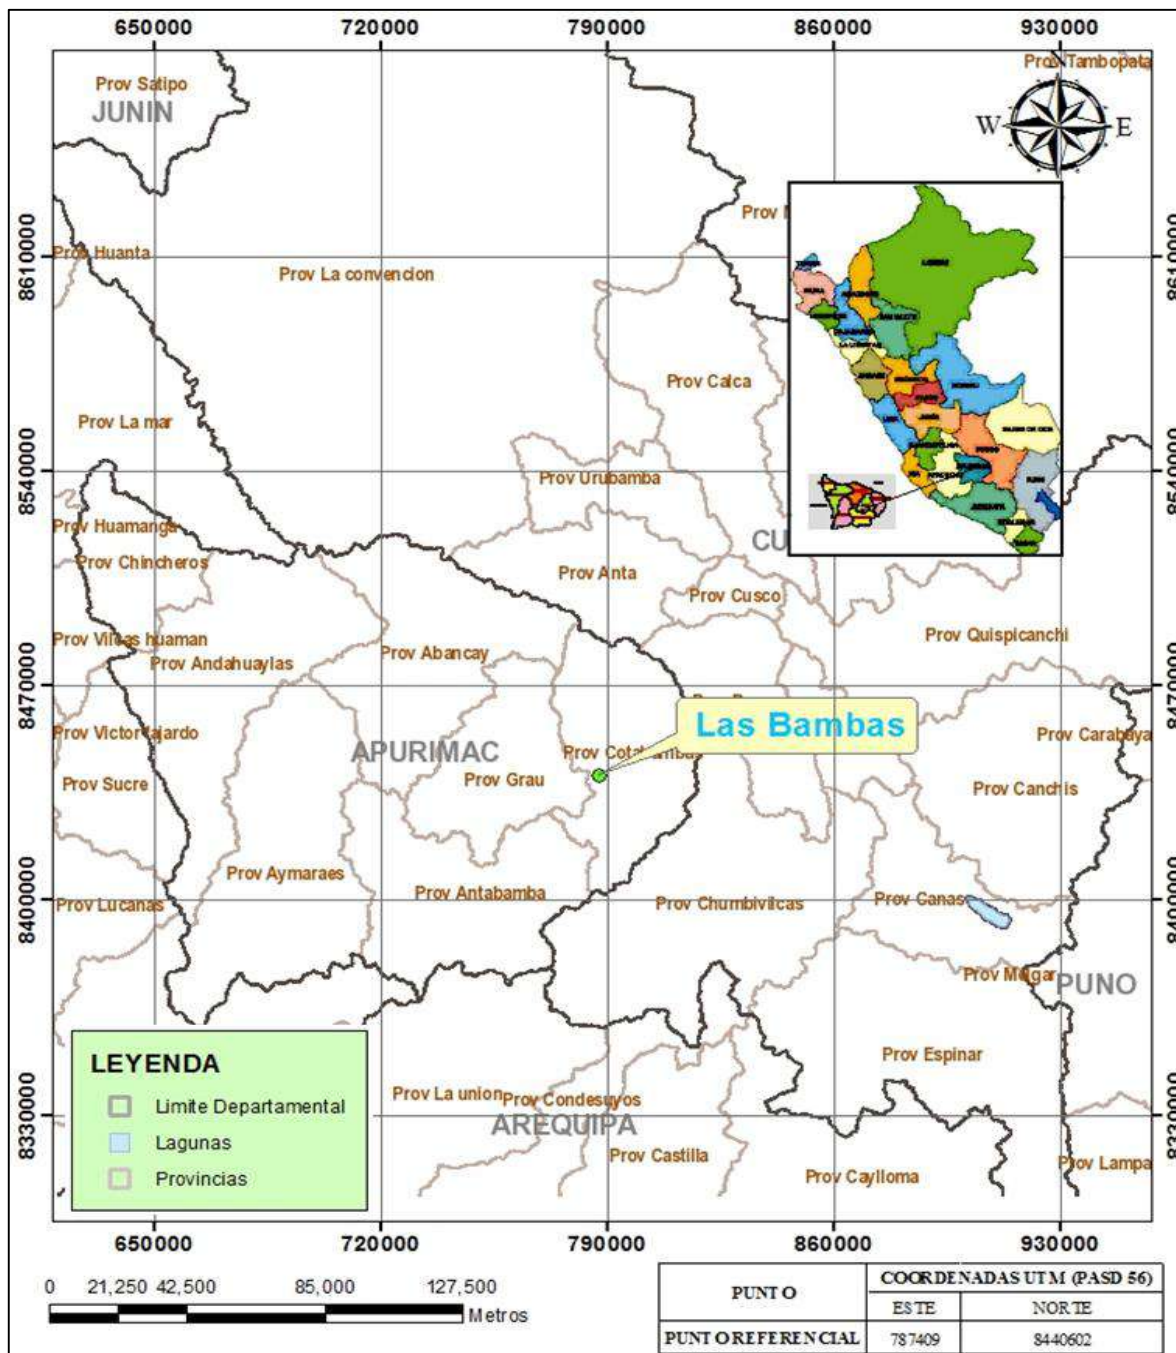 650000 720000 790000 860000 930000
Prov Tambopata
Prov Satipo
JUNIN
W E
8610000 8610000
Prov Huanta
Prov La convencion
Prov Calca
Prov La mar
8540000 8540000
Prov Urubamba
Prov Huamanga
CU
Prov Chincheros
Prov Anta
Prov Cusco
Prov Vilcas huaman
Prov Quispicanchi
Prov Abancay
Prov Andahuaylas
8470000 8470000
Las Bambas
Prov Victor fajardo
Prov Carabaya
APURIMAC
Prov Grau
Prov Sucre
Prov Canchis
Prov Aymaraes
Prov Antabamba
8400000 8400000
Prov Lucanas
Prov Chumbivilcas
Prov Canas
Prov Melgar
PUNO
LEYENDA
Limite Departamental
Lagunas
Provincias
Prov Espinar
Prov La union
Prov Condesuyos
8330000 8330000
AREQUIPA
Prov Castilla
Prov Lampa
Prov Caylloma
650000 720000 790000 860000 930000
0 21,250 42,500 85,000 127,500
Metros
PUNTO
COORDENADAS UTM (PASD 56)
ESTE NORTE
PUNTO REFERENCIAL 787409 8440602